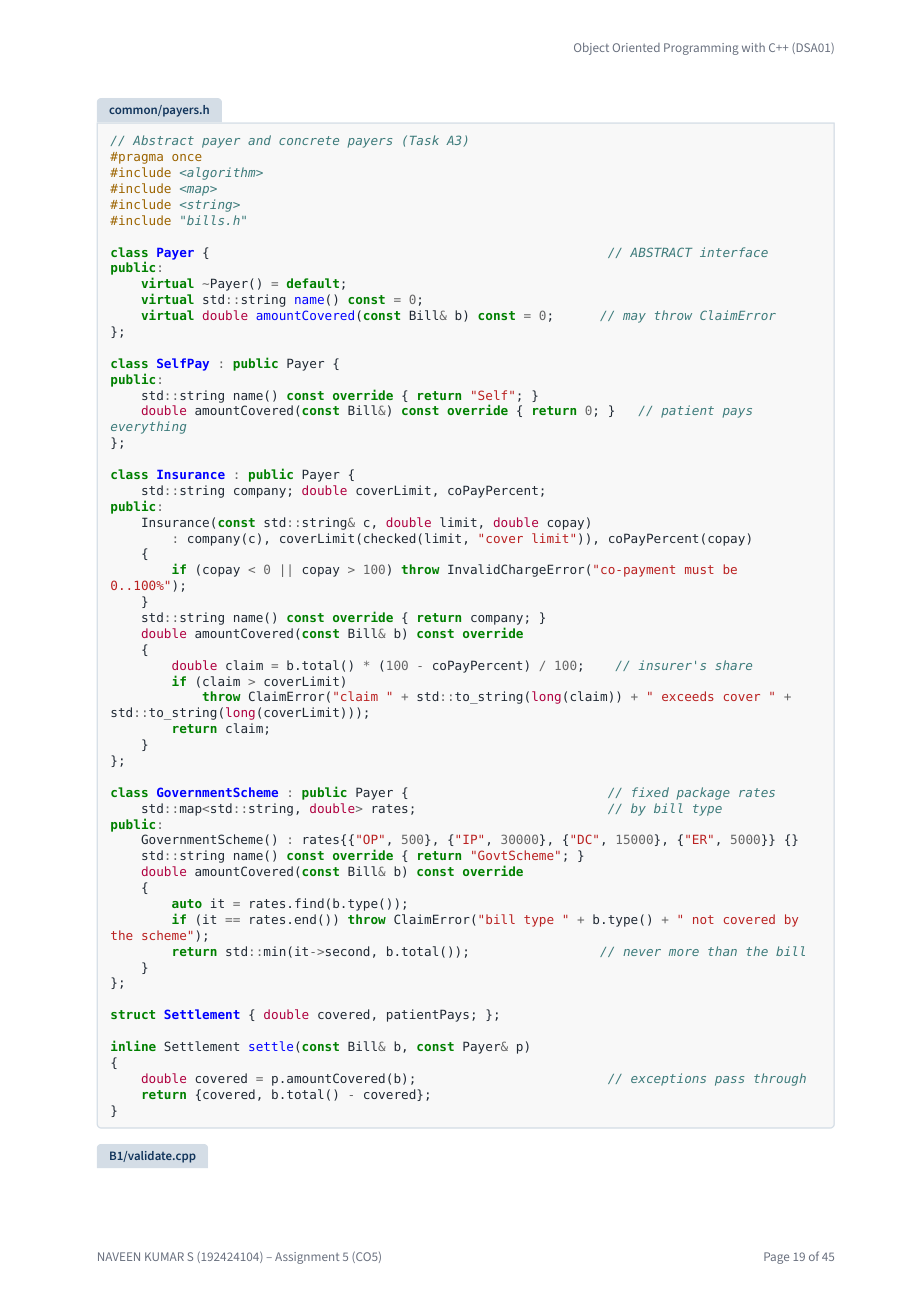 Object Oriented Programming with C++ (DSA01)
common/payers.h
// Abstract payer and concrete payers (Task A3)
#pragma once
#include <algorithm>
#include <map>
#include <string>
#include "bills.h"

class Payer {                                                    // ABSTRACT interface
public:
    virtual ~Payer() = default;
    virtual std::string name() const = 0;
    virtual double amountCovered(const Bill& b) const = 0;      // may throw ClaimError
};

class SelfPay : public Payer {
public:
    std::string name() const override { return "Self"; }
    double amountCovered(const Bill&) const override { return 0; }   // patient pays
everything
};

class Insurance : public Payer {
    std::string company; double coverLimit, coPayPercent;
public:
    Insurance(const std::string& c, double limit, double copay)
        : company(c), coverLimit(checked(limit, "cover limit")), coPayPercent(copay)
    {
        if (copay < 0 || copay > 100) throw InvalidChargeError("co-payment must be
0..100%");
    }
    std::string name() const override { return company; }
    double amountCovered(const Bill& b) const override
    {
        double claim = b.total() * (100 - coPayPercent) / 100;    // insurer's share
        if (claim > coverLimit)
            throw ClaimError("claim " + std::to_string(long(claim)) + " exceeds cover " +
std::to_string(long(coverLimit)));
        return claim;
    }
};

class GovernmentScheme : public Payer {                          // fixed package rates
    std::map<std::string, double> rates;                         // by bill type
public:
    GovernmentScheme() : rates{{"OP", 500}, {"IP", 30000}, {"DC", 15000}, {"ER", 5000}} {}
    std::string name() const override { return "GovtScheme"; }
    double amountCovered(const Bill& b) const override
    {
        auto it = rates.find(b.type());
        if (it == rates.end()) throw ClaimError("bill type " + b.type() + " not covered by
the scheme");
        return std::min(it->second, b.total());                 // never more than the bill
    }
};

struct Settlement { double covered, patientPays; };

inline Settlement settle(const Bill& b, const Payer& p)
{
    double covered = p.amountCovered(b);                         // exceptions pass through
    return {covered, b.total() - covered};
}
B1/validate.cpp
NAVEEN KUMAR S (192424104) – Assignment 5 (CO5)
Page 19 of 45